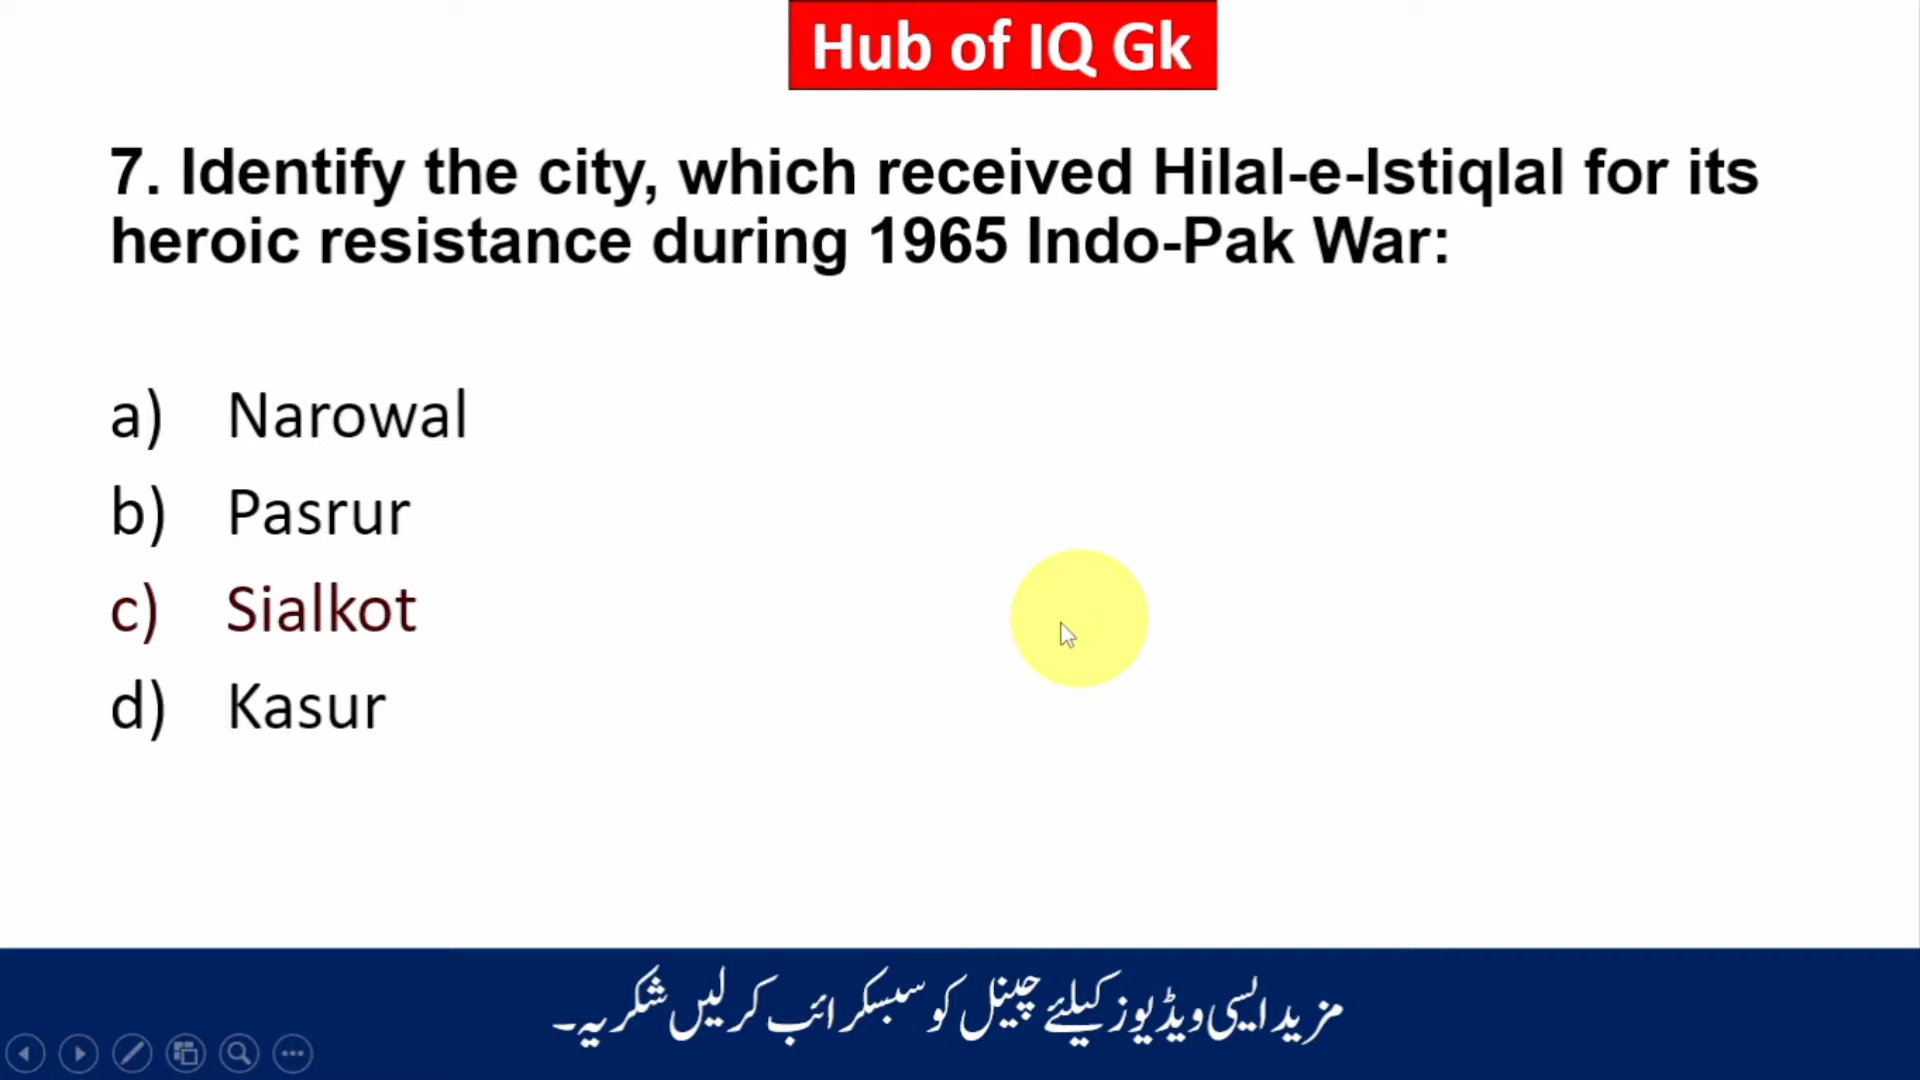 Hub of IQ Gk
7. Identify the city, which received Hilal-e-Istiqlal for its
heroic resistance during 1965 Indo-Pak War:
a) Narowal
b) Pasrur
c) Sialkot
d) Kasur
مزید ایسی ویڈیوز کیلئے چینل کو سبسکرائب کر لیں شکریہ۔